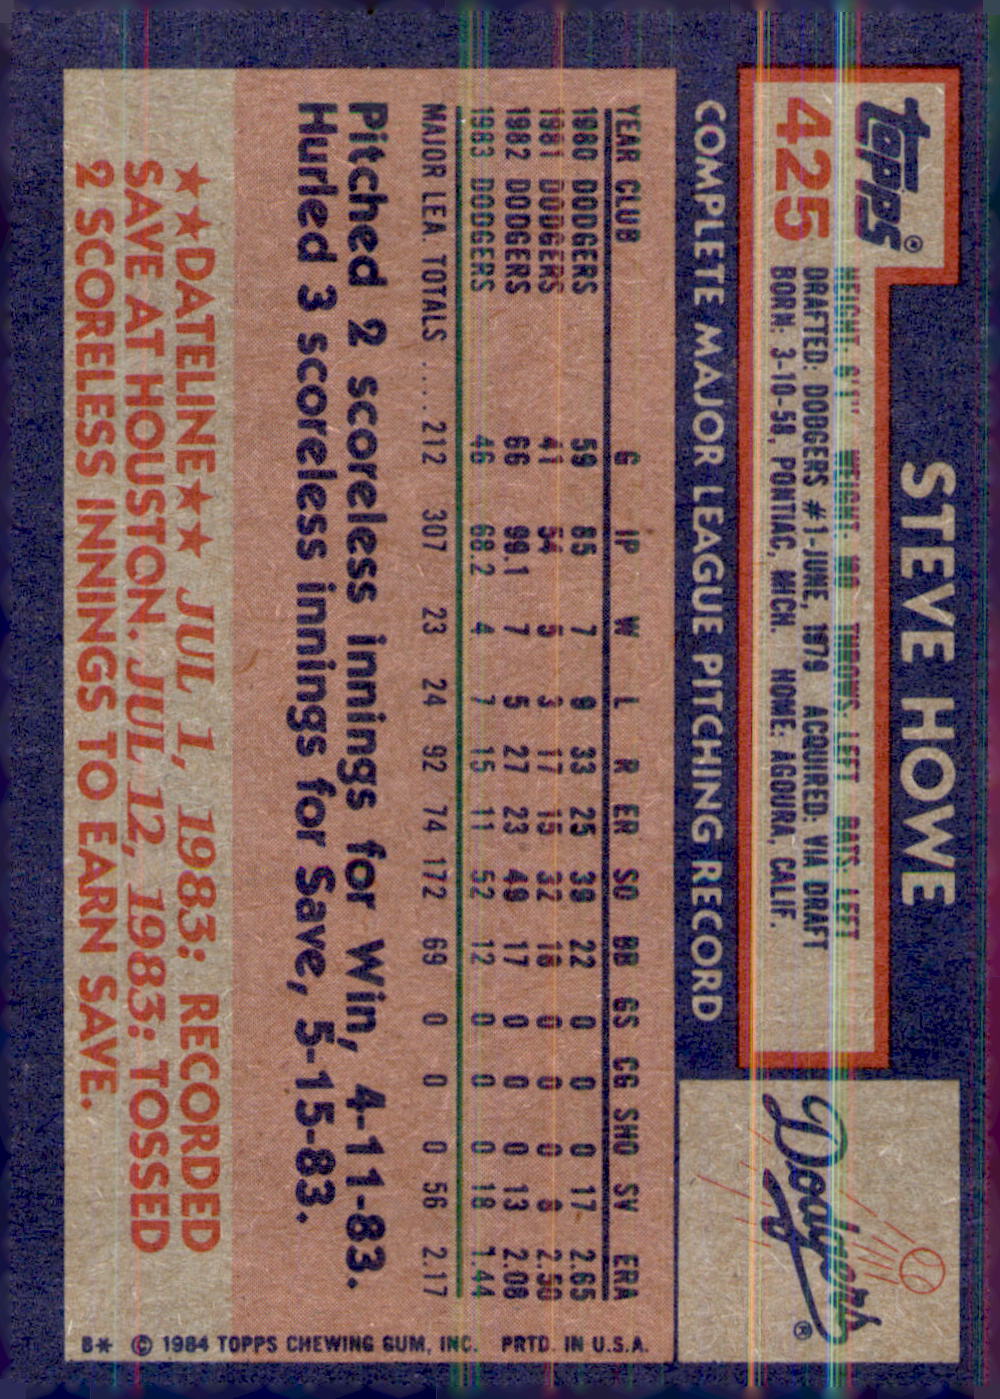 topps®
425
STEVE HOWE
HEIGHT: 6'1" WEIGHT: THROWS: LEFT BATS: LEFT
DRAFTED: DODGERS #1-JUNE, 1979 ACQUIRED: VIA DRAFT
BORN: 3-10-58, PONTIAC, MICH. HOME: AGOURA, CALIF.
Dodgers®
COMPLETE MAJOR LEAGUE PITCHING RECORD
YEAR CLUB G IP W L R ER SO BB GS CG SHO SV ERA
1980 DODGERS 59 85 7 9 33 25 39 22 0 0 0 17 2.65
1981 DODGERS 41 54 5 3 17 15 32 18 0 0 0 8 2.50
1982 DODGERS 66 99.1 7 5 27 23 49 17 0 0 0 13 2.08
1983 DODGERS 46 68.2 4 7 15 11 52 12 0 0 0 18 1.44
MAJOR LEA. TOTALS .... 212 307 23 24 92 74 172 69 0 0 0 56 2.17
Pitched 2 scoreless innings for Win, 4-11-83.
Hurled 3 scoreless innings for Save, 5-15-83.
★★DATELINE★★ JUL 1, 1983: RECORDED
SAVE AT HOUSTON. JUL 12, 1983: TOSSED
2 SCORELESS INNINGS TO EARN SAVE.
B* © 1984 TOPPS CHEWING GUM, INC. PRTD. IN U.S.A.